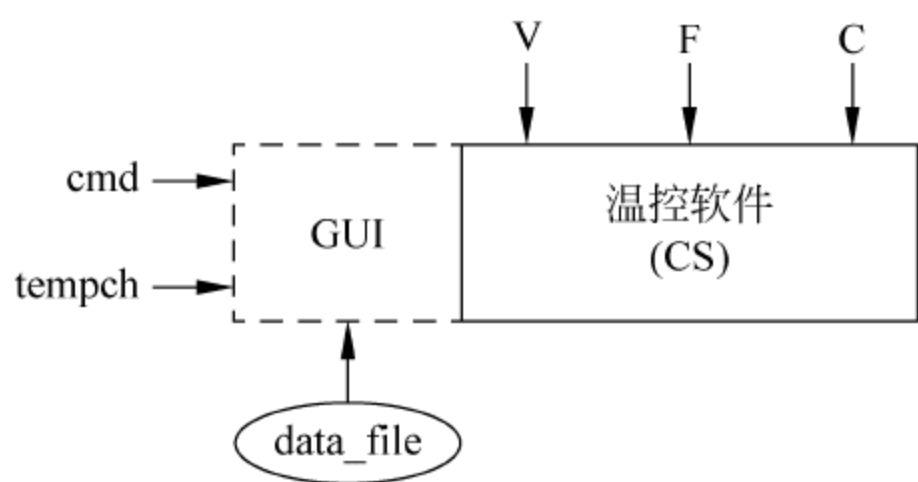 V F C
cmd
tempch
GUI
温控软件
(CS)
data_file